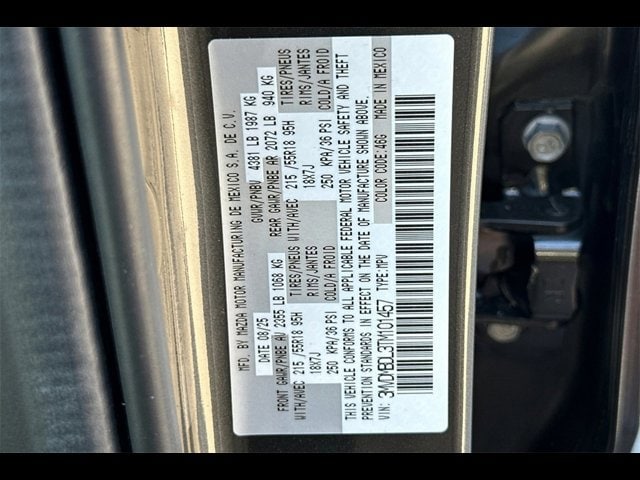 MFD. BY MAZDA MOTOR MANUFACTURING DE MEXICO S.A. DE C.V.
DATE 08/25 GVWR/PNBV 4381 LB 1987 KG
FRONT GAWR/PNBE AV 2355 LB 1068 KG REAR GAWR/PNBE AR 2072 LB 940 KG
WITH/AVEC 215 /55R18 95H TIRES/PNEUS WITH/AVEC 215 /55R18 95H TIRES/PNEUS
18X7J RIMS/JANTES 18X7J RIMS/JANTES
250 KPA/36 PSI COLD/A FROID 250 KPA/36 PSI COLD/A FROID
THIS VEHICLE CONFORMS TO ALL APPLICABLE FEDERAL MOTOR VEHICLE SAFETY AND THEFT
PREVENTION STANDARDS IN EFFECT ON THE DATE OF MANUFACTURE SHOWN ABOVE.
VIN: 3MVDMBDL3TM101457 TYPE:MPV COLOR CODE:46G MADE IN MEXICO